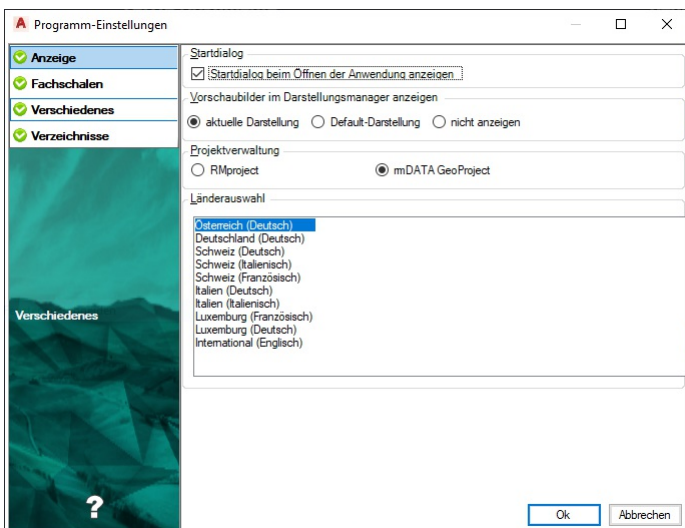 Programm-Einstellungen
Anzeige
Fachschalen
Verschiedenes
Verzeichnisse
Verschiedenes
?
Startdialog
Startdialog beim Öffnen der Anwendung anzeigen
Vorschaubilder im Darstellungsmanager anzeigen
aktuelle Darstellung Default-Darstellung nicht anzeigen
Projektverwaltung
RMproject rmDATA GeoProject
Länderauswahl
Österreich (Deutsch)
Deutschland (Deutsch)
Schweiz (Deutsch)
Schweiz (Italienisch)
Schweiz (Französisch)
Italien (Deutsch)
Italien (Italienisch)
Luxemburg (Französisch)
Luxemburg (Deutsch)
International (Englisch)
Ok Abbrechen